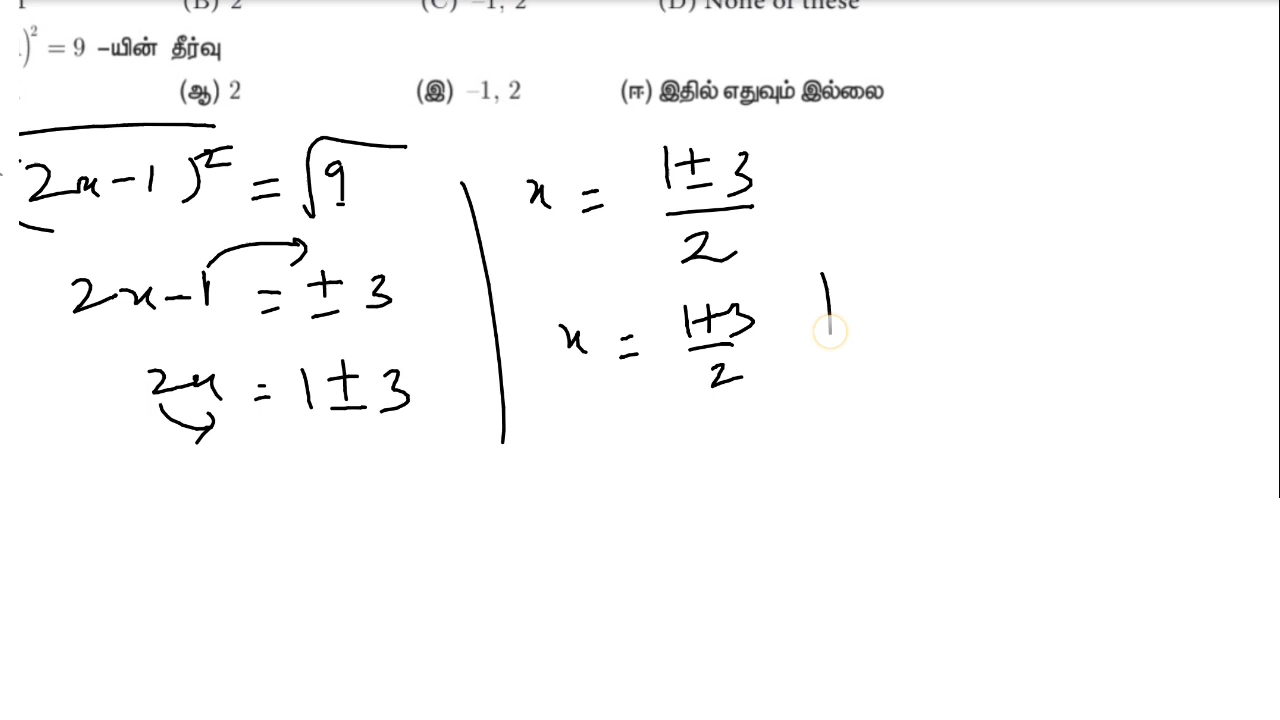 (B) 2 (C) –1, 2 (D) None of these
)² = 9 –யின் தீர்வு
(ஆ) 2 (இ) –1, 2 (ஈ) இதில் எதுவும் இல்லை
2x-1)² = √9
2x-1 = ± 3
2x = 1 ± 3
x = (1 ± 3)/2
x = (1+3)/2